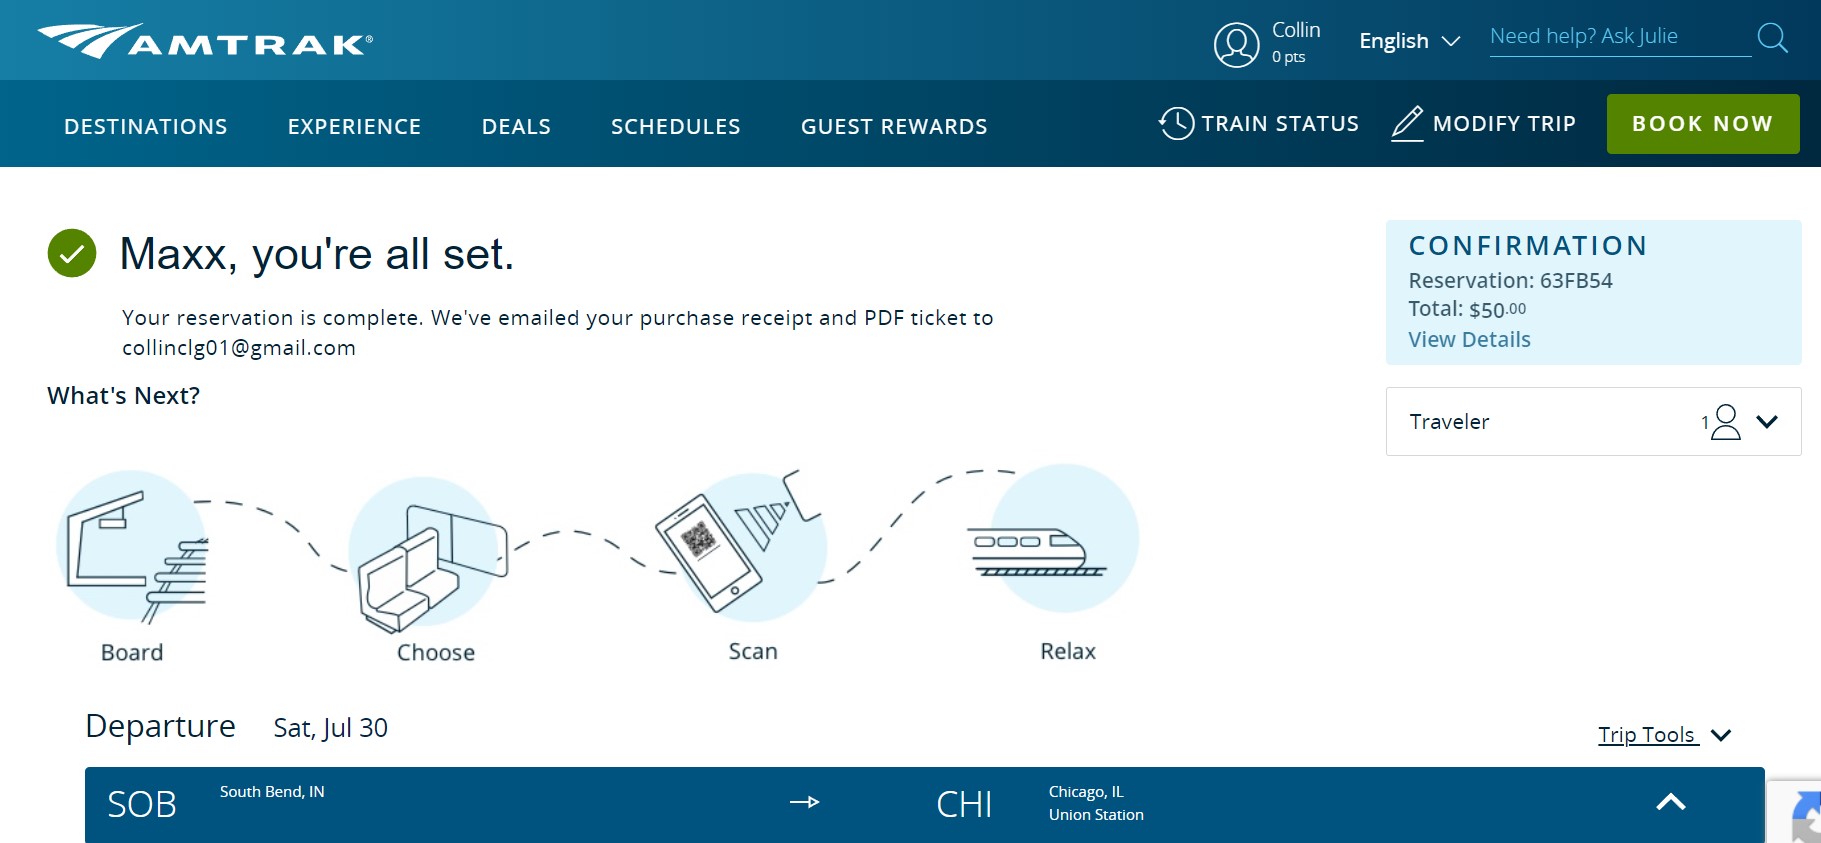 AMTRAK®
Collin
0 pts
English
Need help? Ask Julie
DESTINATIONS
EXPERIENCE
DEALS
SCHEDULES
GUEST REWARDS
TRAIN STATUS
MODIFY TRIP
BOOK NOW
Maxx, you're all set.
Your reservation is complete. We've emailed your purchase receipt and PDF ticket to
collinclg01@gmail.com
What's Next?
CONFIRMATION
Reservation: 63FB54
Total: $50.00
View Details
Traveler
1
Board
Choose
Scan
Relax
Departure
Sat, Jul 30
Trip Tools
SOB
South Bend, IN
CHI
Chicago, IL
Union Station